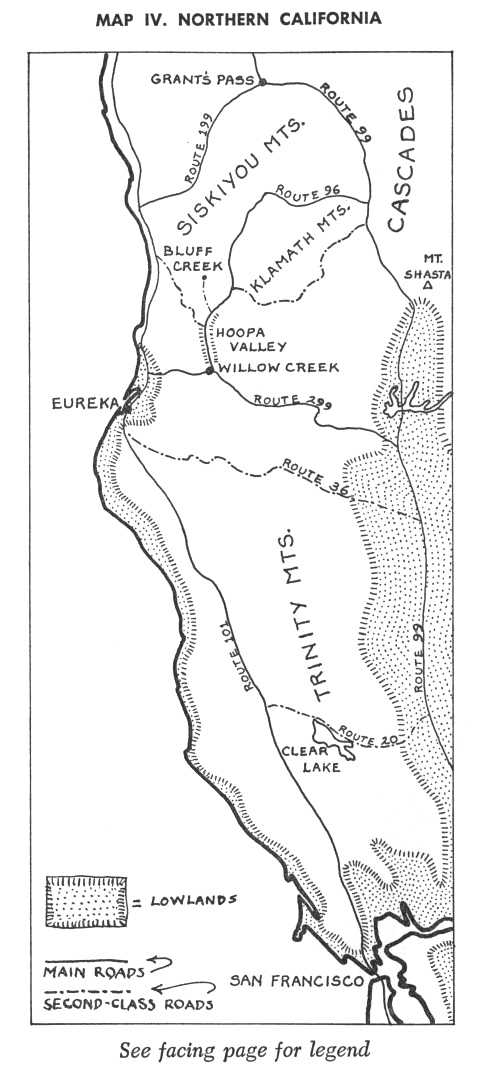 MAP IV. NORTHERN CALIFORNIA
GRANT'S PASS
ROUTE 99
ROUTE 199
CASCADES
SISKIYOU MTS.
ROUTE 96
KLAMATH MTS.
BLUFF
CREEK
MT.
SHASTA
HOOPA
VALLEY
WILLOW CREEK
EUREKA
ROUTE 299
ROUTE 36
TRINITY MTS.
ROUTE 101
ROUTE 99
ROUTE 20
CLEAR
LAKE
= LOWLANDS
MAIN ROADS
SECOND-CLASS ROADS
SAN FRANCISCO
See facing page for legend